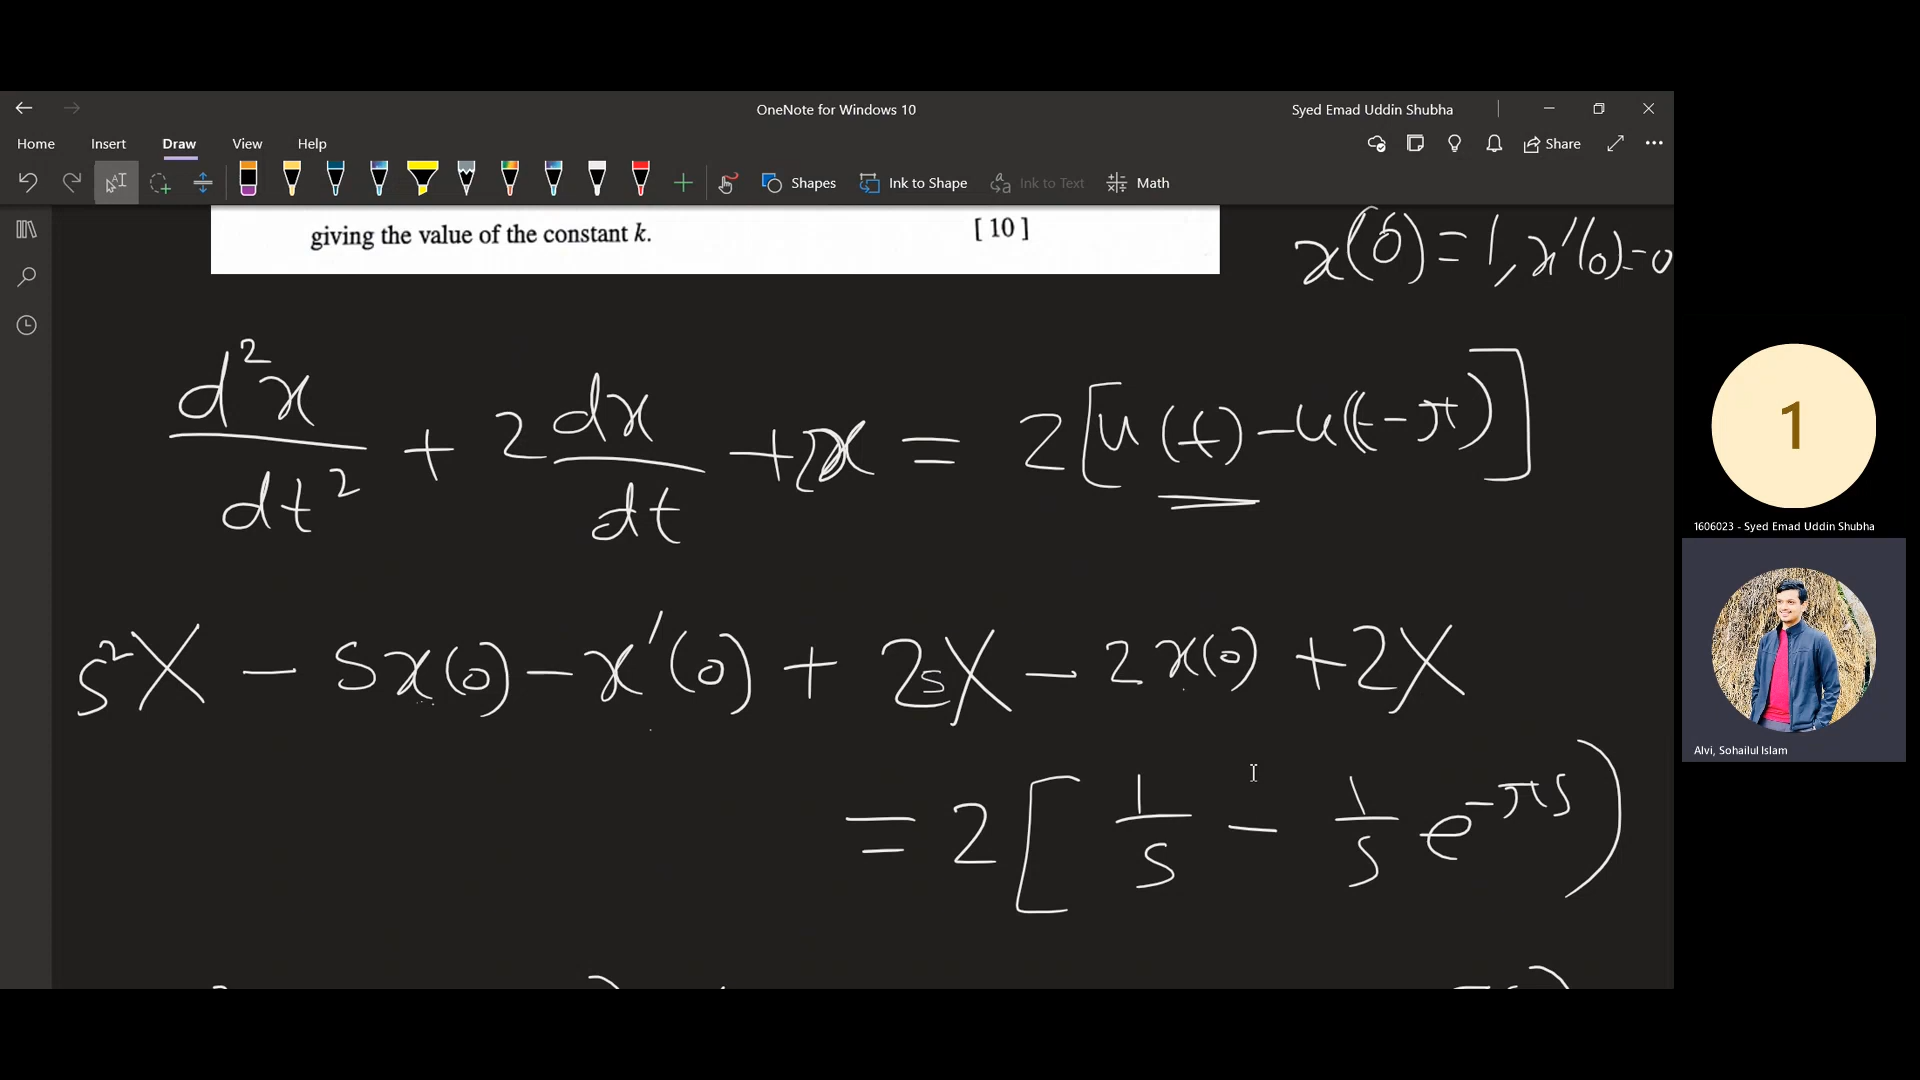 OneNote for Windows 10
Syed Emad Uddin Shubha
Home Insert Draw View Help
Share
Shapes Ink to Shape Ink to Text Math
giving the value of the constant k. [ 10 ]
x(0) = 1, x'(0) = 0
d²x/dt² + 2 dx/dt + 2x = 2[u(t) - u(t-π)]
s²X - sx(0) - x'(0) + 2sX - 2x(0) + 2X
= 2[1/s - 1/s e^-πs)
1
1606023 - Syed Emad Uddin Shubha
Alvi, Sohailul Islam